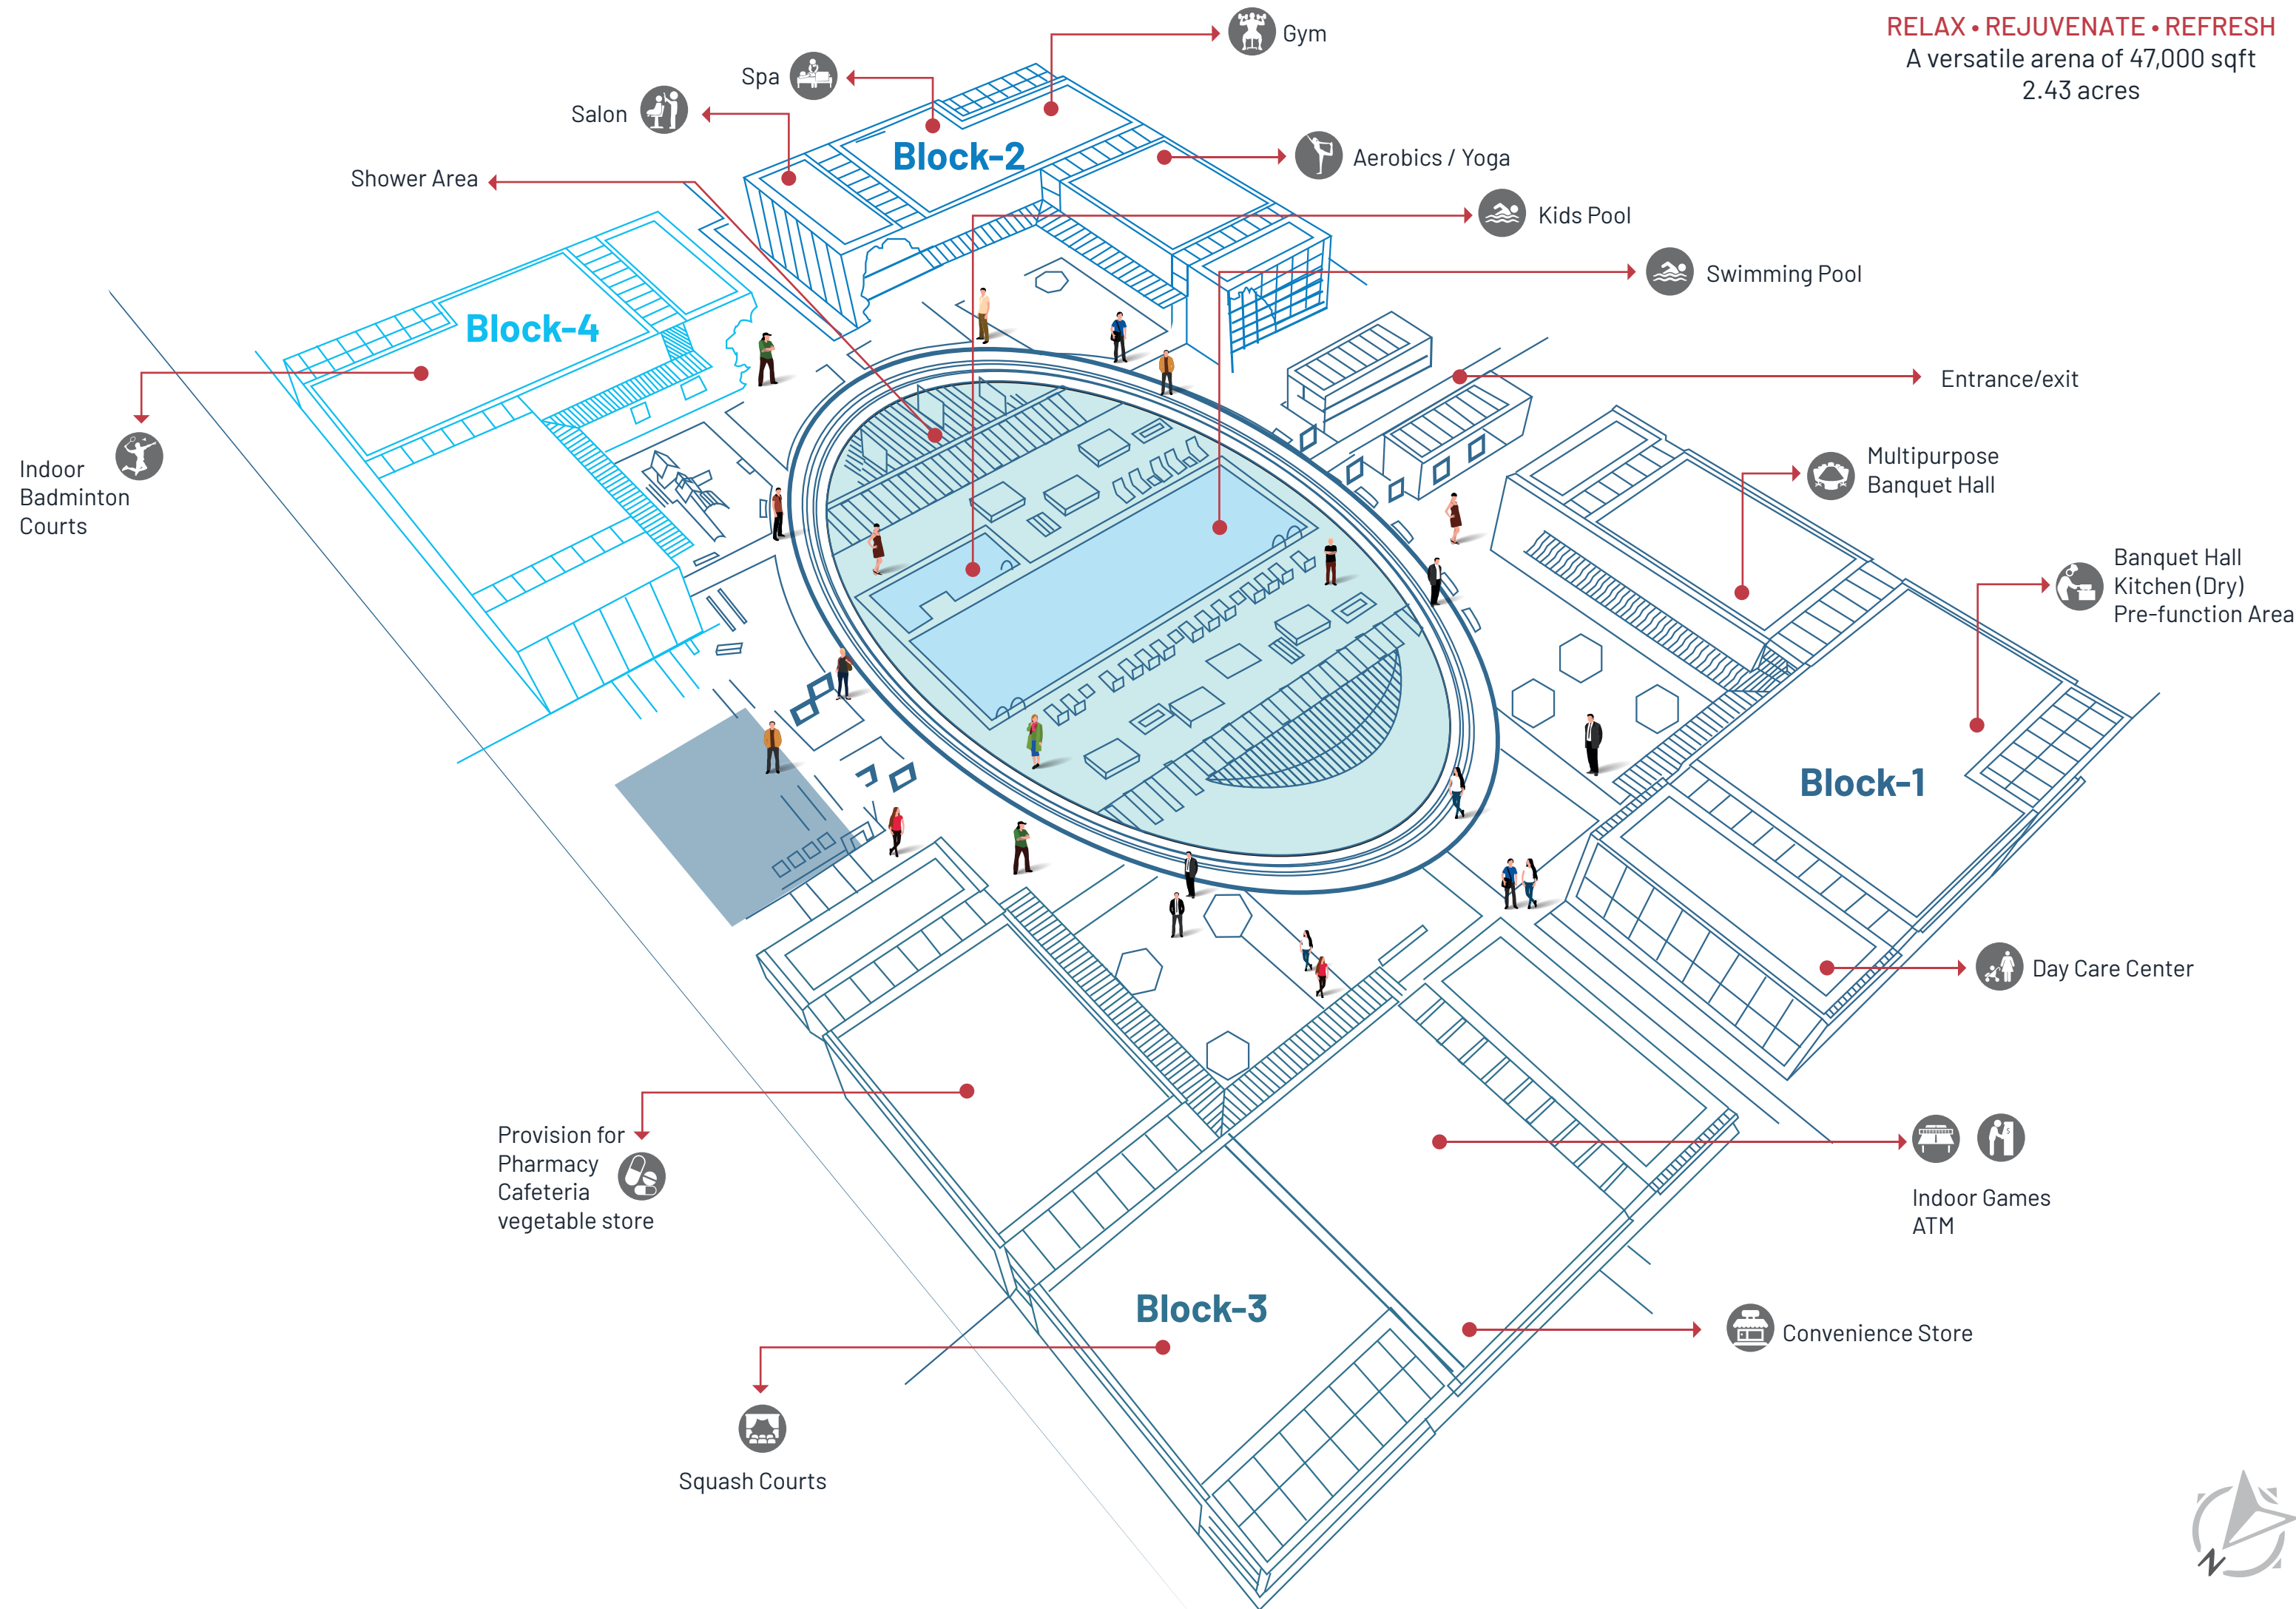 RELAX • REJUVENATE • REFRESH
A versatile arena of 47,000 sqft
2.43 acres
Gym
Spa
Salon
Block-2
Aerobics / Yoga
Shower Area
Kids Pool
Swimming Pool
Block-4
Entrance/exit
Indoor
Badminton
Courts
Multipurpose
Banquet Hall
Banquet Hall
Kitchen (Dry)
Pre-function Area
Block-1
Day Care Center
Provision for
Pharmacy
Cafeteria
vegetable store
Indoor Games
ATM
Block-3
Convenience Store
Squash Courts
N